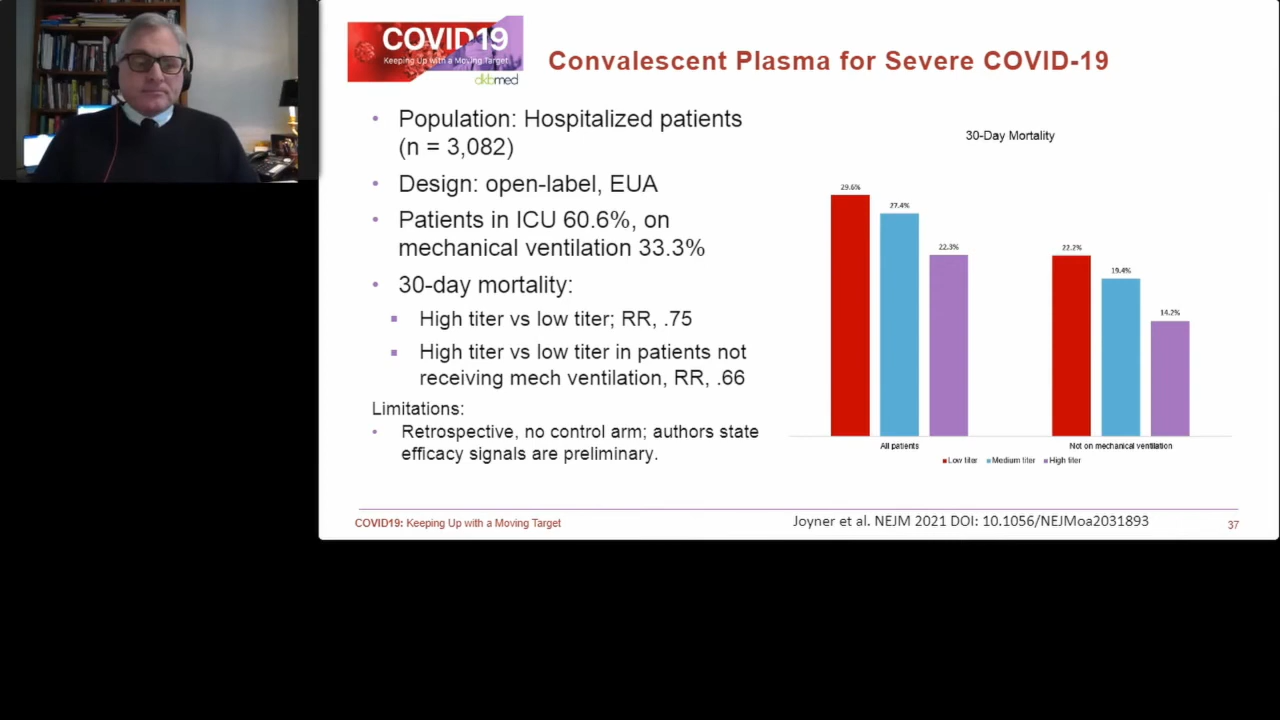 COVID19
Keeping Up with a Moving Target
dkbmed
Convalescent Plasma for Severe COVID-19
• Population: Hospitalized patients
(n = 3,082)
• Design: open-label, EUA
• Patients in ICU 60.6%, on
mechanical ventilation 33.3%
• 30-day mortality:
▪ High titer vs low titer; RR, .75
▪ High titer vs low titer in patients not
receiving mech ventilation, RR, .66
Limitations:
• Retrospective, no control arm; authors state
efficacy signals are preliminary.
30-Day Mortality
29.6%
27.4%
22.3%
22.2%
19.4%
14.2%
All patients
Not on mechanical ventilation
Low titer Medium titer High titer
COVID19: Keeping Up with a Moving Target
Joyner et al. NEJM 2021 DOI: 10.1056/NEJMoa2031893
37